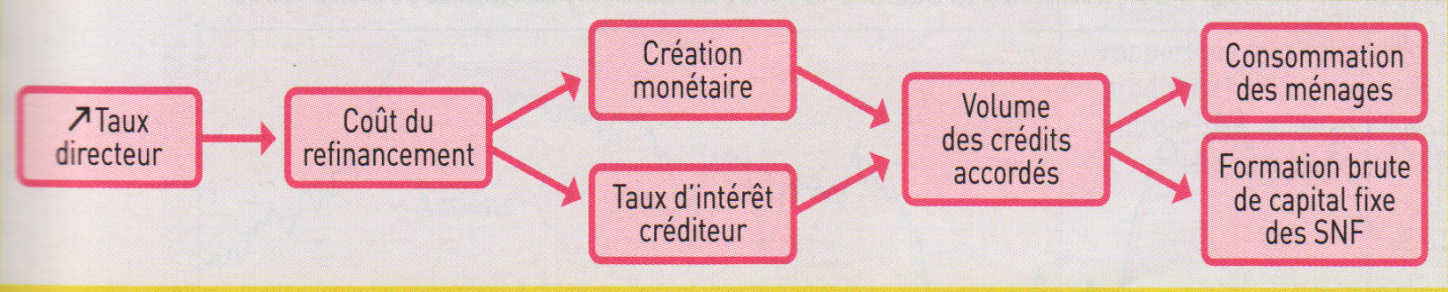 ↗ Taux
directeur
Coût du
refinancement
Création
monétaire
Taux d'intérêt
créditeur
Volume
des crédits
accordés
Consommation
des ménages
Formation brute
de capital fixe
des SNF